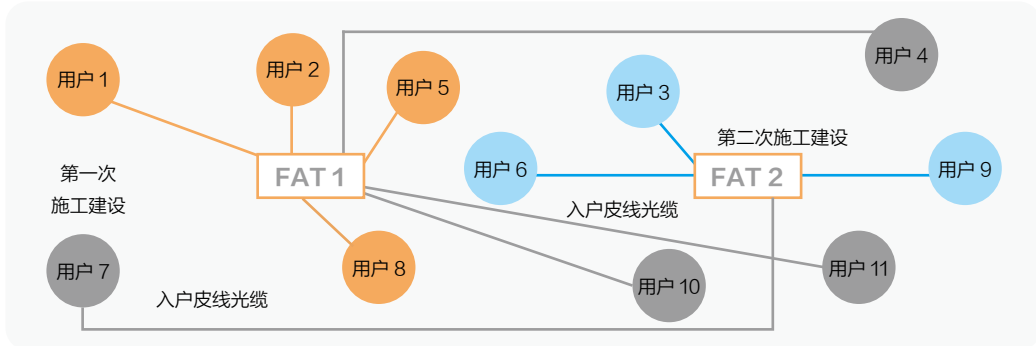 用户 1
用户 2
用户 5
用户 4
用户 3
第二次施工建设
第一次
施工建设
FAT 1
用户 6
FAT 2
用户 9
入户皮线光缆
用户 7
用户 8
用户 10
用户 11
入户皮线光缆